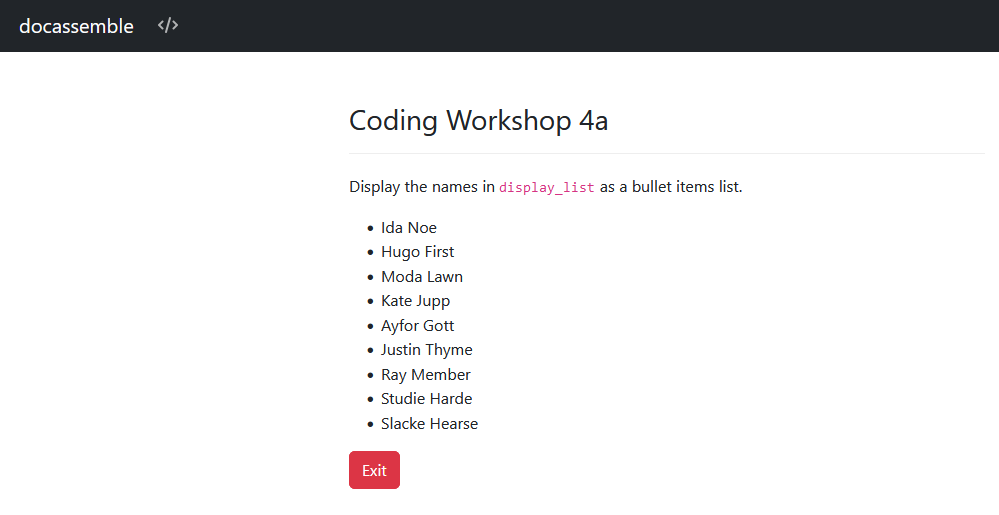 docassemble </>
Coding Workshop 4a
Display the names in display_list as a bullet items list.
• Ida Noe
• Hugo First
• Moda Lawn
• Kate Jupp
• Ayfor Gott
• Justin Thyme
• Ray Member
• Studie Harde
• Slacke Hearse
Exit